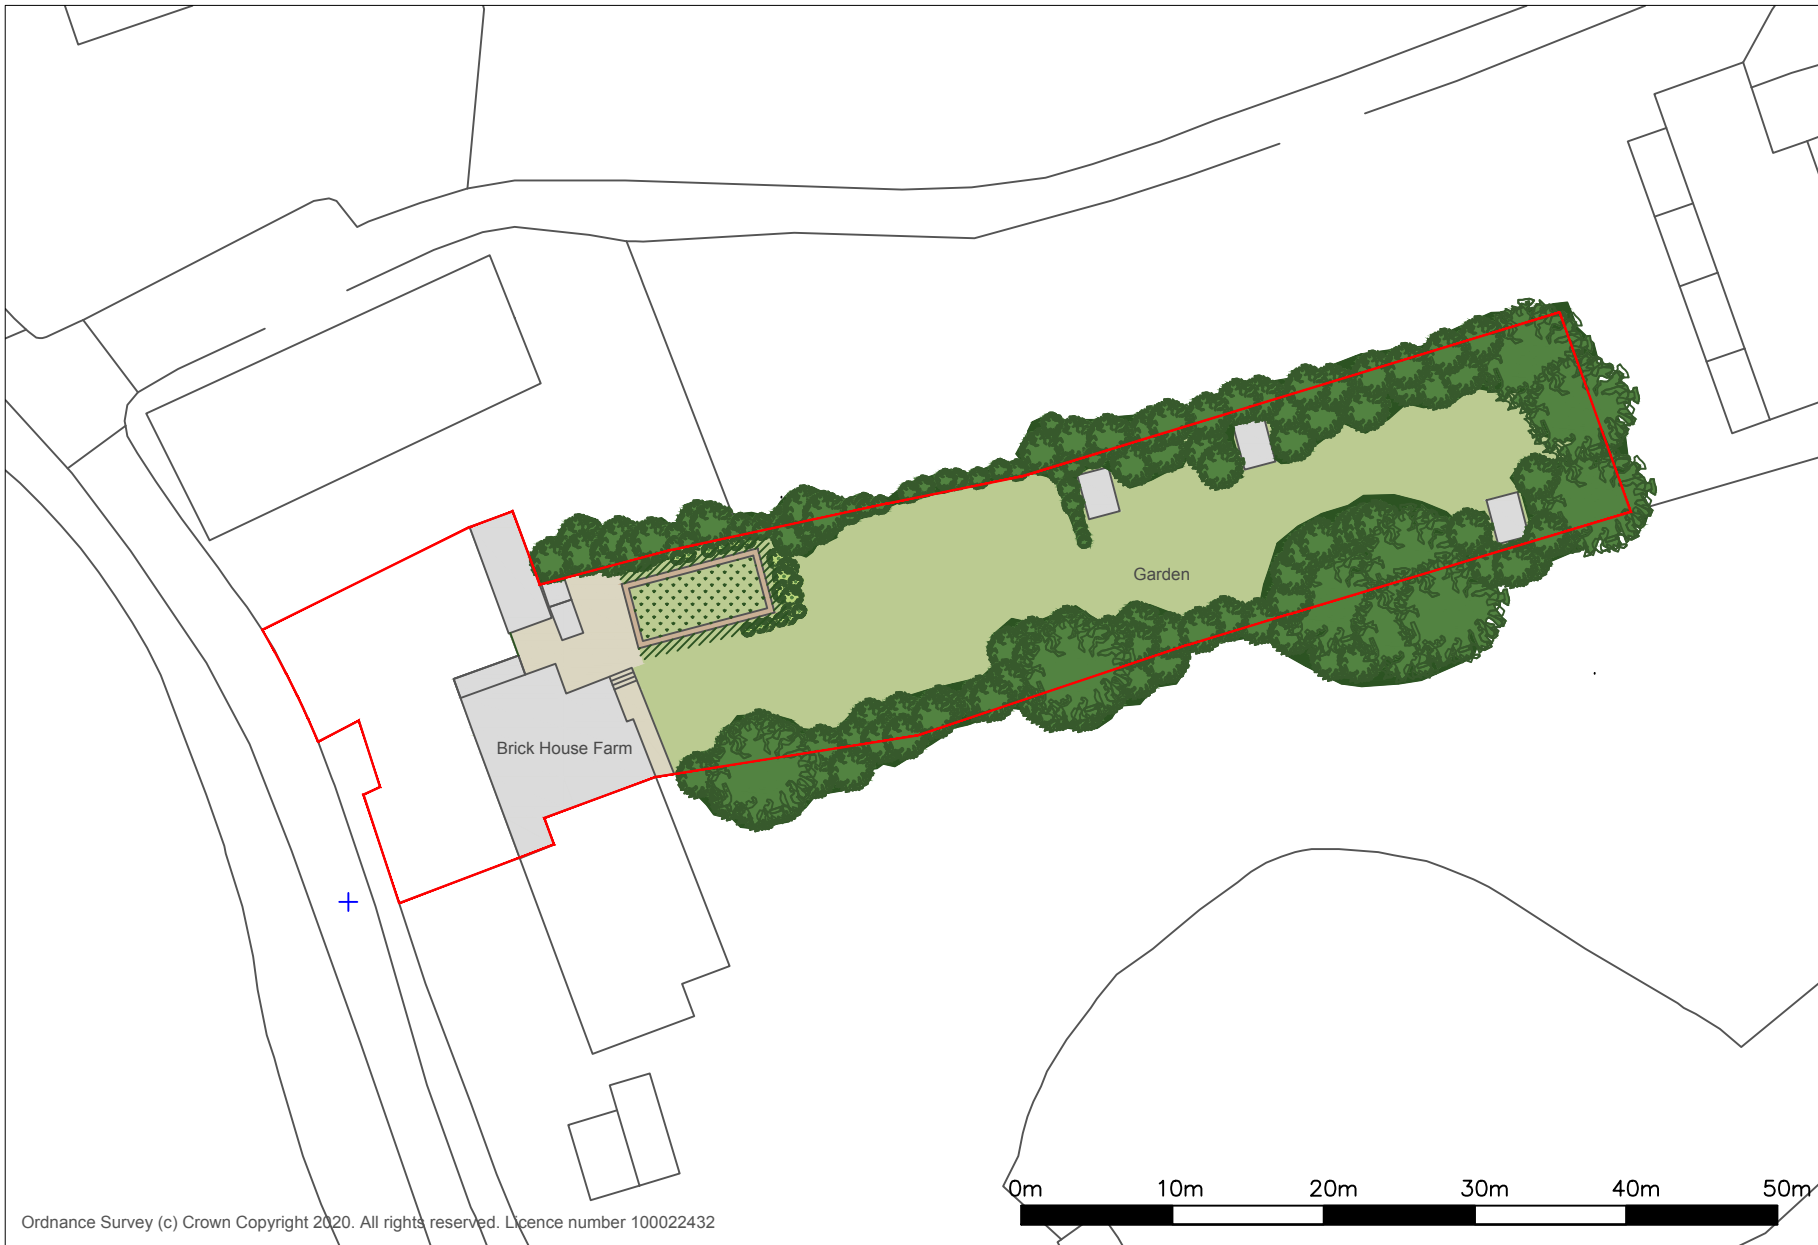 Garden
Brick House Farm
0m 10m 20m 30m 40m 50m
Ordnance Survey (c) Crown Copyright 2020. All rights reserved. Licence number 100022432